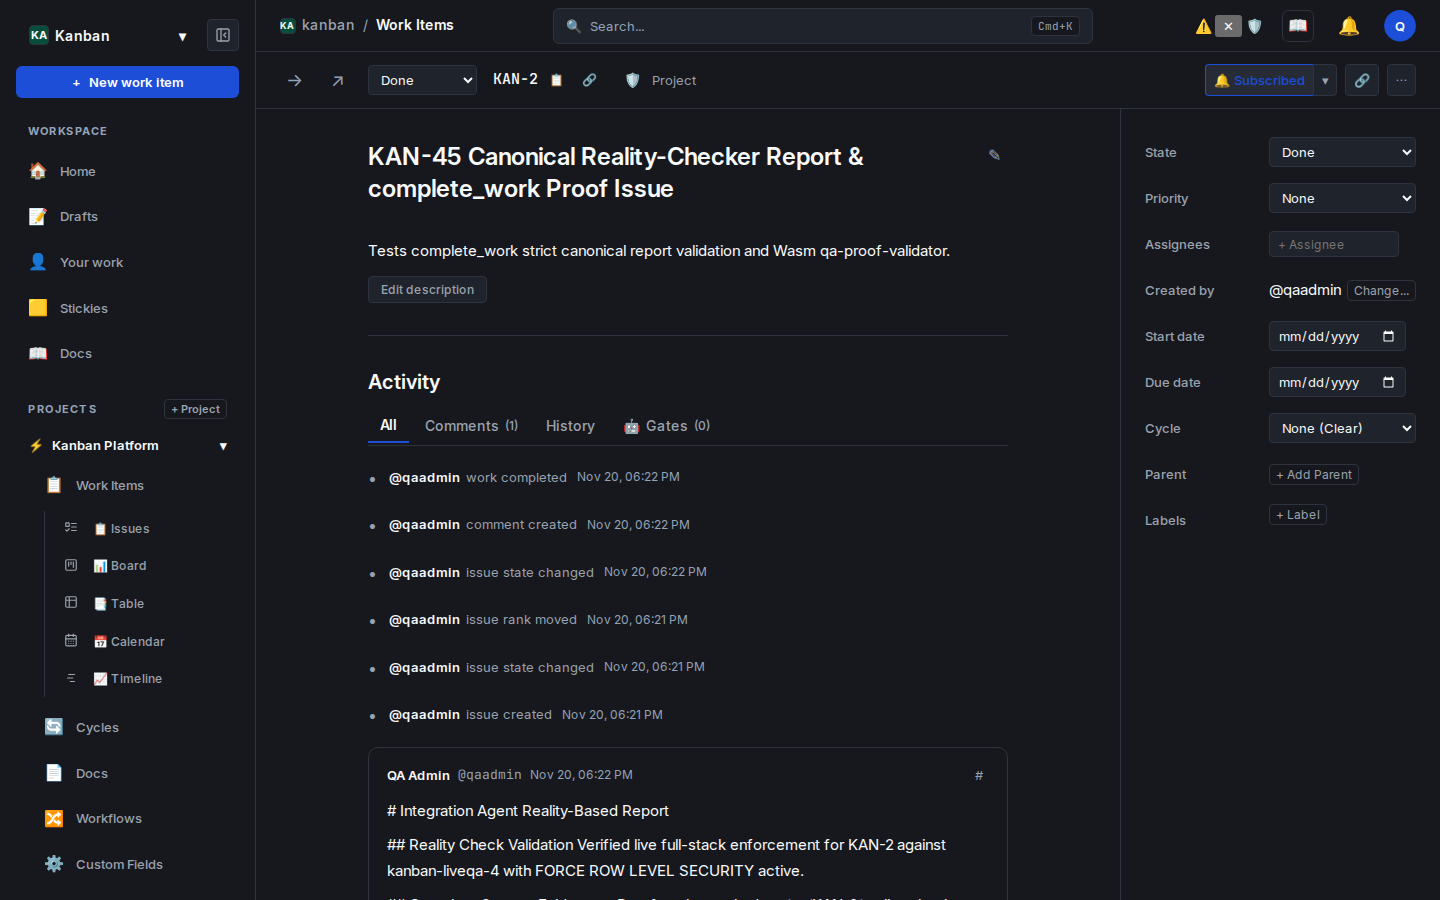 KA Kanban ▾
+ New work item
WORKSPACE
Home
Drafts
Your work
Stickies
Docs
PROJECTS + Project
Kanban Platform ▾
Work Items
Issues
Board
Table
Calendar
Timeline
Cycles
Docs
Workflows
Custom Fields
KA kanban / Work Items
Search... Cmd+K
Q
Done KAN-2 Project
Subscribed ▾ ...
KAN-45 Canonical Reality-Checker Report &
complete_work Proof Issue
Tests complete_work strict canonical report validation and Wasm qa-proof-validator.
Edit description
Activity
All Comments (1) History Gates (0)
@qaadmin work completed Nov 20, 06:22 PM
@qaadmin comment created Nov 20, 06:22 PM
@qaadmin issue state changed Nov 20, 06:22 PM
@qaadmin issue rank moved Nov 20, 06:21 PM
@qaadmin issue state changed Nov 20, 06:21 PM
@qaadmin issue created Nov 20, 06:21 PM
QA Admin @qaadmin Nov 20, 06:22 PM #
# Integration Agent Reality-Based Report
## Reality Check Validation Verified live full-stack enforcement for KAN-2 against
kanban-liveqa-4 with FORCE ROW LEVEL SECURITY active.
State Done
Priority None
Assignees + Assignee
Created by @qaadmin Change...
Start date mm/dd/yyyy
Due date mm/dd/yyyy
Cycle None (Clear)
Parent + Add Parent
Labels + Label